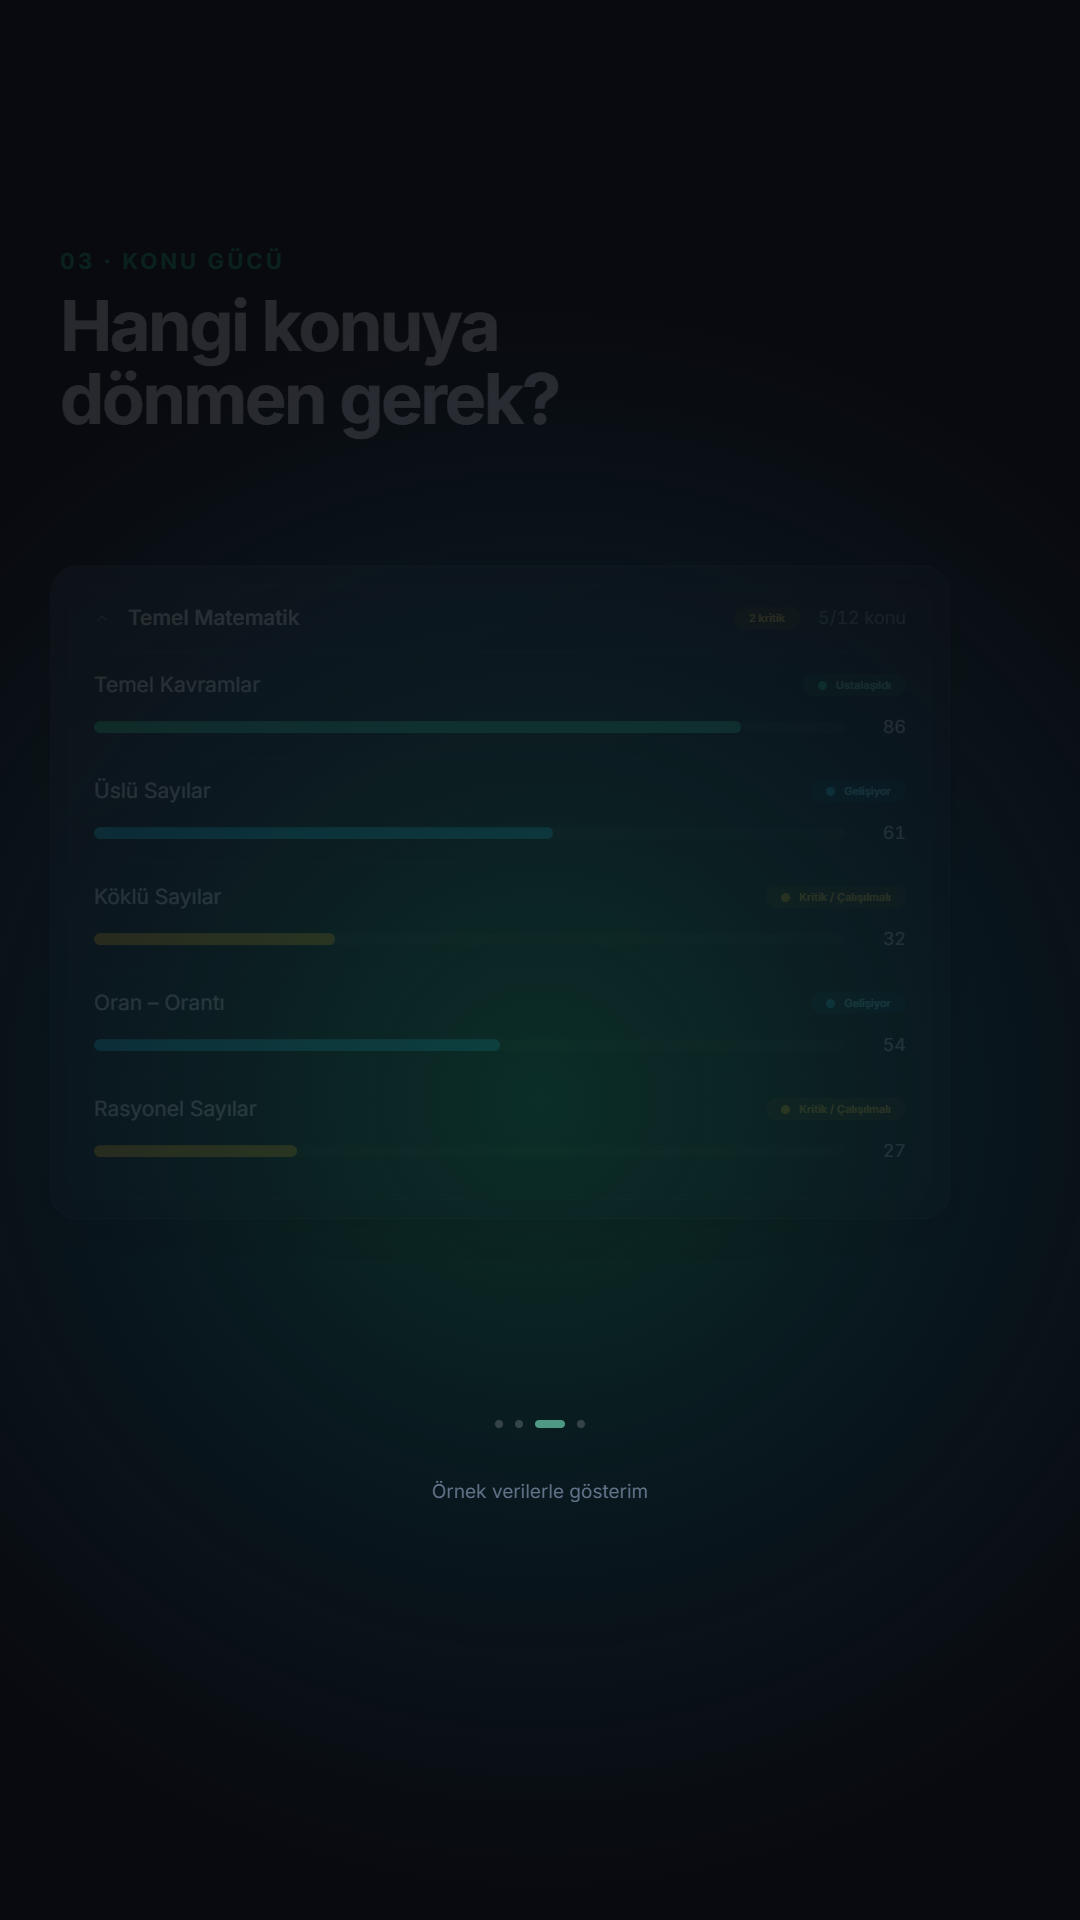 03 · KONU GÜCÜ
Hangi konuya
dönmen gerek?
Temel Matematik 2 kritik 5/12 konu
Temel Kavramlar Ustalaşıldı
86
Üslü Sayılar Gelişiyor
61
Köklü Sayılar Kritik / Çalışılmalı
32
Oran – Orantı Gelişiyor
54
Rasyonel Sayılar Kritik / Çalışılmalı
27
Örnek verilerle gösterim